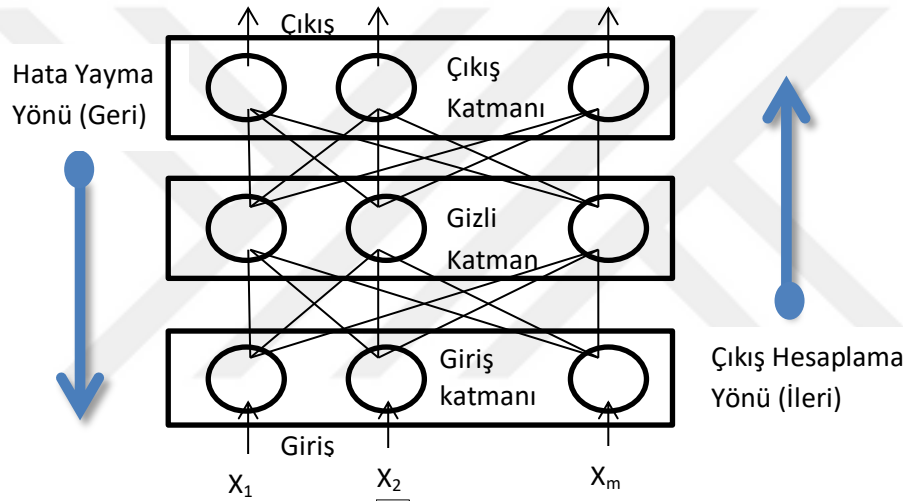 Çıkış
Hata Yayma
Yönü (Geri)
Çıkış
Katmanı
Gizli
Katman
Giriş
katmanı
Çıkış Hesaplama
Yönü (İleri)
Giriş
X₁
X₂
Xₘ